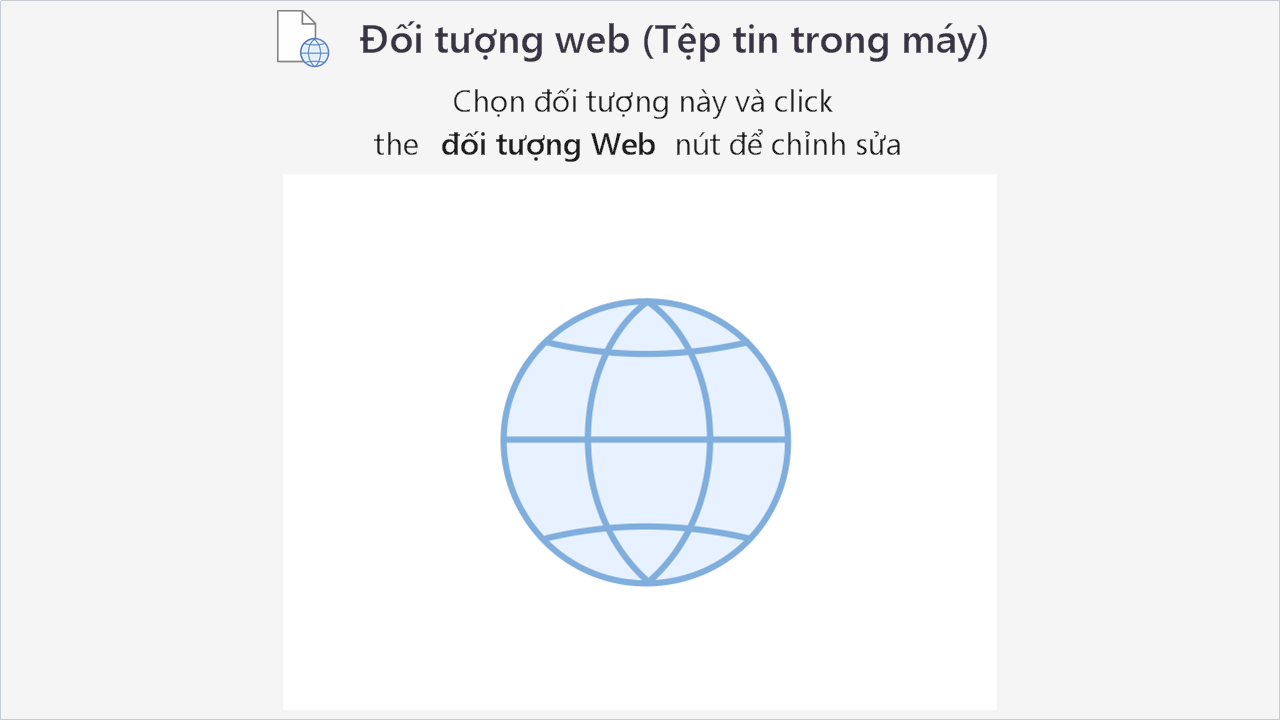 Đối tượng web (Tệp tin trong máy)
Chọn đối tượng này và click
the đối tượng Web nút để chỉnh sửa